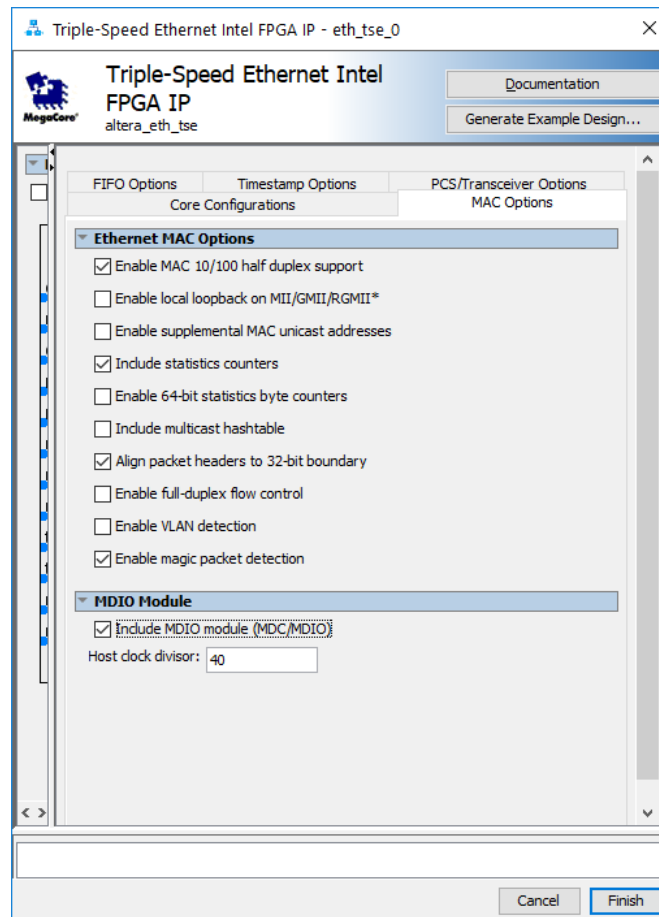 Triple-Speed Ethernet Intel FPGA IP - eth_tse_0
Triple-Speed Ethernet Intel
FPGA IP
altera_eth_tse
MegaCore®
Documentation
Generate Example Design...
FIFO Options
Timestamp Options
PCS/Transceiver Options
Core Configurations
MAC Options
Ethernet MAC Options
Enable MAC 10/100 half duplex support
Enable local loopback on MII/GMII/RGMII*
Enable supplemental MAC unicast addresses
Include statistics counters
Enable 64-bit statistics byte counters
Include multicast hashtable
Align packet headers to 32-bit boundary
Enable full-duplex flow control
Enable VLAN detection
Enable magic packet detection
MDIO Module
Include MDIO module (MDC/MDIO)
Host clock divisor: 40
Cancel
Finish